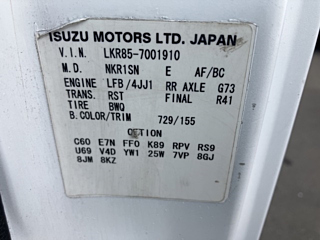 ISUZU MOTORS LTD. JAPAN
V.I.N. LKR85-7001910
M.D. NKR1SN E AF/BC
ENGINE LFB/4JJ1 RR AXLE G73
TRANS. RST FINAL R41
TIRE BWQ
B.COLOR/TRIM 729/155
OPTION
C60 E7N FF0 K89 RPV RS9
U69 V4D YW1 25W 7VP 8GJ
8JM 8KZ